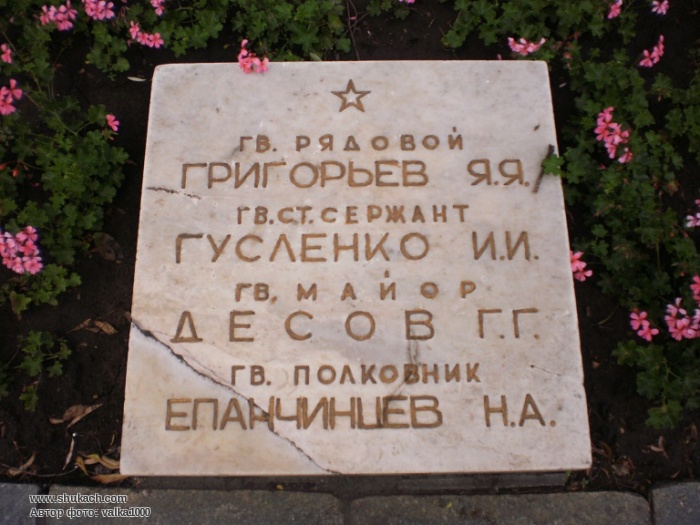 ГВ. РЯДОВОЙ
ГРИГОРЬЕВ Я.Я.
ГВ.СТ.СЕРЖАНТ
ГУСЛЕНКО И.И.
ГВ. МАЙОР
ДЕСОВ Г.Г.
ГВ. ПОЛКОВНИК
ЕПАНЧИНЦЕВ Н.А.
www.shukach.com
Автор фото: valka1000